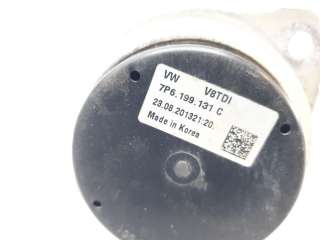 VW V8TDI
7P6.199.131 C
23.08.201321:20
Made in Korea